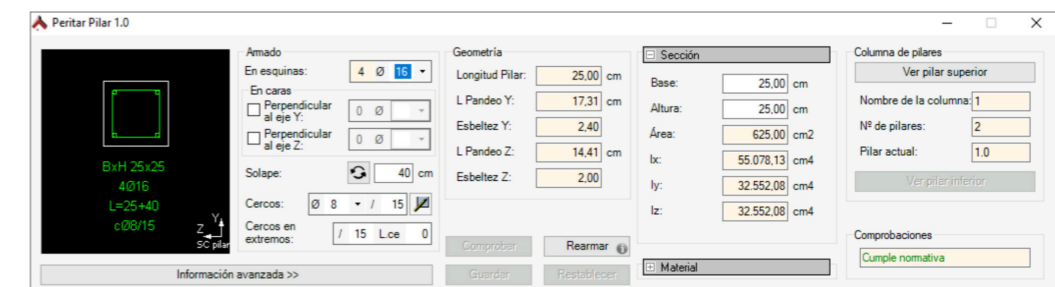 Peritar Pilar 1.0
BxH 25x25
4Ø16
L=25+40
cØ8/15
Y
Z
SC pilar
Información avanzada >>
Armado
En esquinas: 4 Ø 16
En caras
Perpendicular al eje Y: 0 Ø
Perpendicular al eje Z: 0 Ø
Solape: 40 cm
Cercos: Ø 8 / 15
Cercos en extremos: / 15 L.ce 0
Geometría
Longitud Pilar: 25,00 cm
L Pandeo Y: 17,31 cm
Esbeltez Y: 2,40
L Pandeo Z: 14,41 cm
Esbeltez Z: 2,00
Comprobar Rearmar
Guardar Restablecer
Sección
Base: 25,00 cm
Altura: 25,00 cm
Área: 625,00 cm2
Ix: 55.078,13 cm4
Iy: 32.552,08 cm4
Iz: 32.552,08 cm4
Material
Columna de pilares
Ver pilar superior
Nombre de la columna: 1
Nº de pilares: 2
Pilar actual: 1.0
Ver pilar inferior
Comprobaciones
Cumple normativa